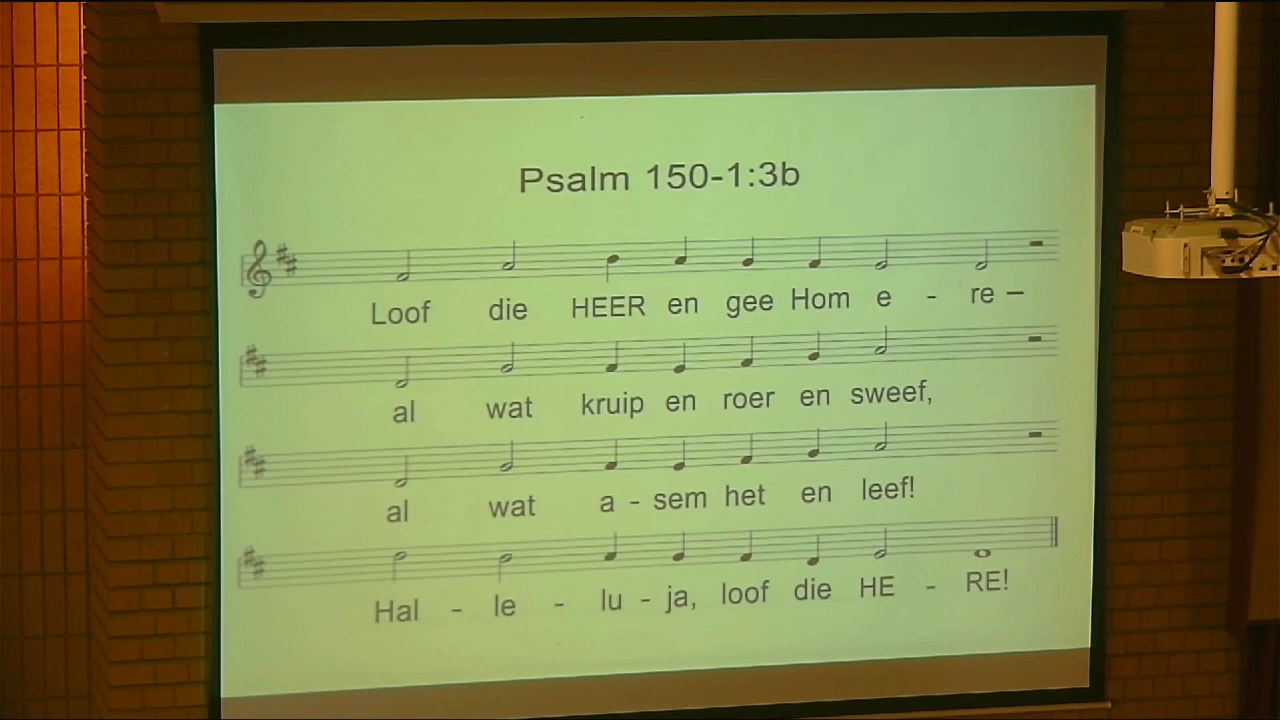 Psalm 150-1:3b
Loof die HEER en gee Hom e - re –
al wat kruip en roer en sweef,
al wat a - sem het en leef!
Hal - le - lu - ja, loof die HE - RE!